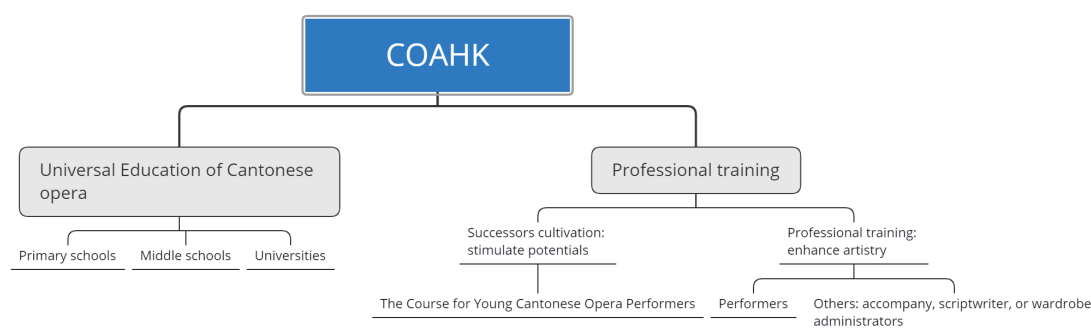 COAHK
Universal Education of Cantonese
opera
Professional training
Primary schools
Middle schools
Universities
Successors cultivation:
stimulate potentials
Professional training:
enhance artistry
The Course for Young Cantonese Opera Performers
Performers
Others: accompany, scriptwriter, or wardrobe
administrators